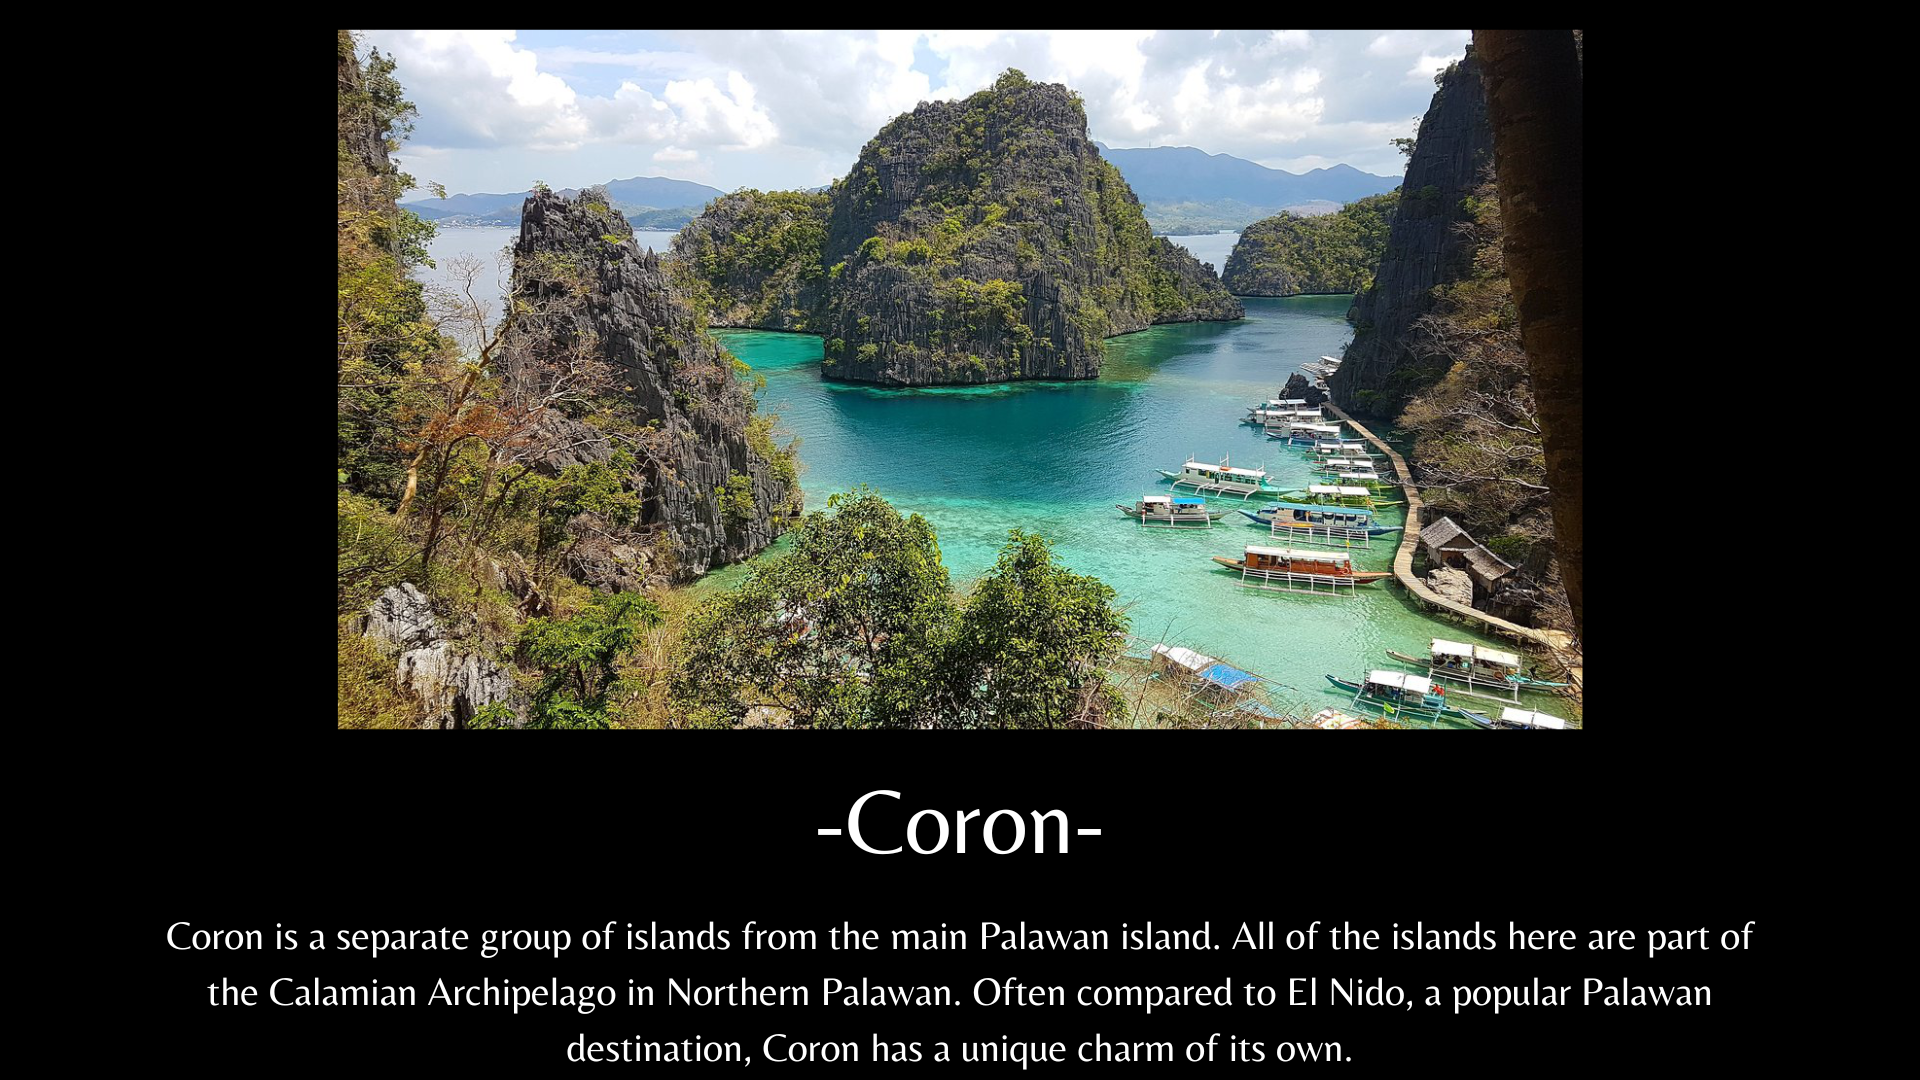 -Coron-
Coron is a separate group of islands from the main Palawan island. All of the islands here are part of
the Calamian Archipelago in Northern Palawan. Often compared to El Nido, a popular Palawan
destination, Coron has a unique charm of its own.